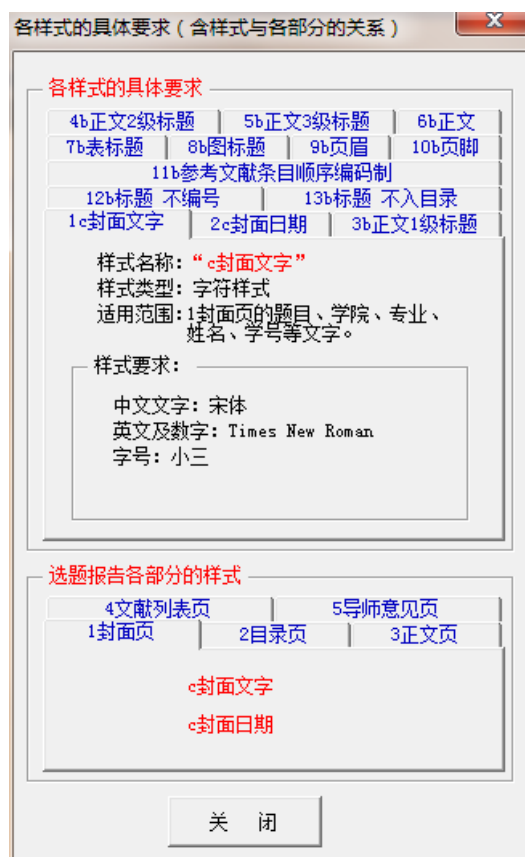 各样式的具体要求（含样式与各部分的关系）
各样式的具体要求
4b正文2级标题 5b正文3级标题 6b正文
7b表标题 8b图标题 9b页眉 10b页脚
11b参考文献条目顺序编码制
12b标题 不编号 13b标题 不入目录
1c封面文字 2c封面日期 3b正文1级标题
样式名称：“c封面文字”
样式类型：字符样式
适用范围：1封面页的题目、学院、专业、
姓名、学号等文字。
样式要求：
中文文字：宋体
英文及数字：Times New Roman
字号：小三
选题报告各部分的样式
4文献列表页 5导师意见页
1封面页 2目录页 3正文页
c封面文字
c封面日期
关 闭